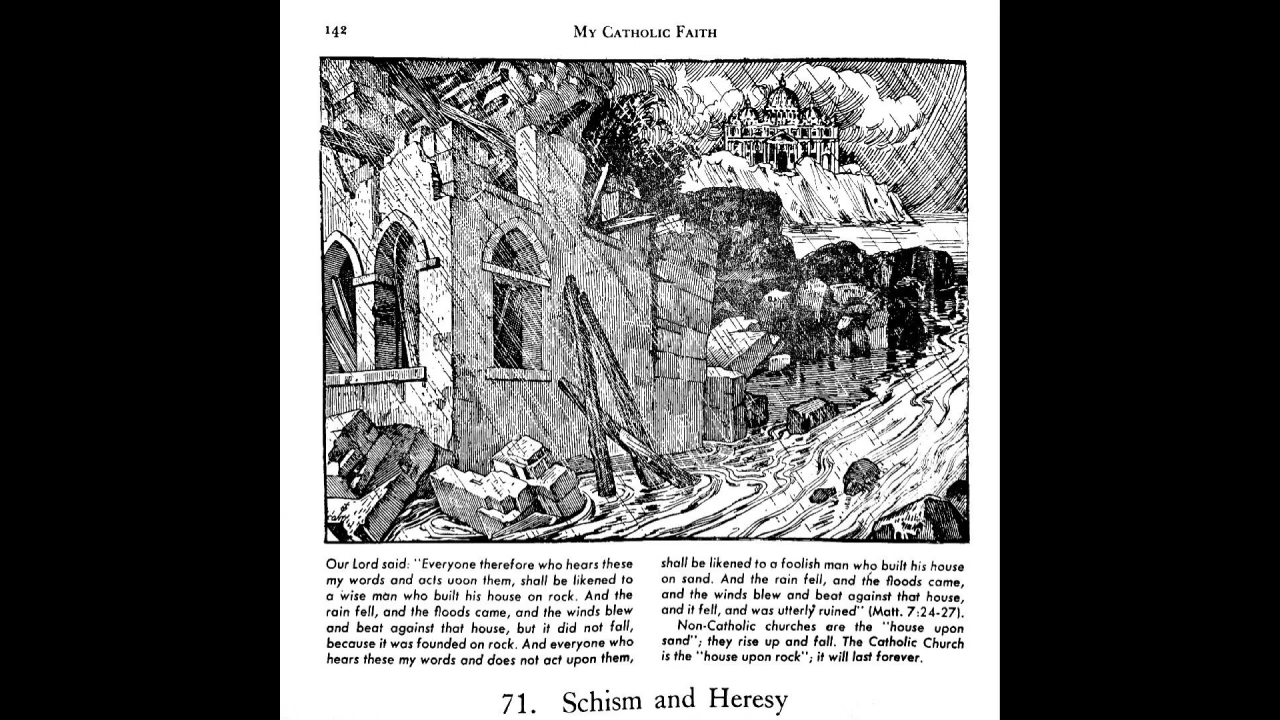 142
My Catholic Faith
Our Lord said: "Everyone therefore who hears these
my words and acts upon them, shall be likened to
a wise man who built his house on rock. And the
rain fell, and the floods came, and the winds blew
and beat against that house, but it did not fall,
because it was founded on rock. And everyone who
hears these my words and does not act upon them,
shall be likened to a foolish man who built his house
on sand. And the rain fell, and the floods came,
and the winds blew and beat against that house,
and it fell, and was utterly ruined" (Matt. 7:24-27).
Non-Catholic churches are the "house upon
sand"; they rise up and fall. The Catholic Church
is the "house upon rock"; it will last forever.
71. Schism and Heresy